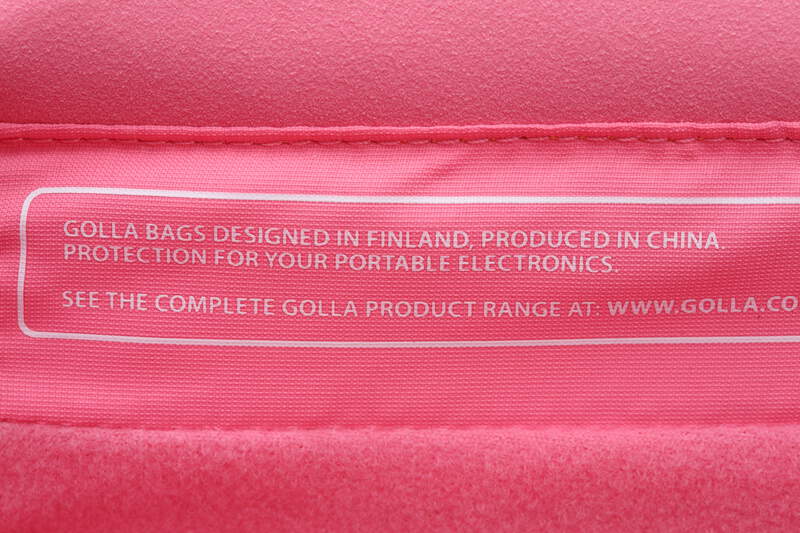 GOLLA BAGS DESIGNED IN FINLAND, PRODUCED IN CHINA.
PROTECTION FOR YOUR PORTABLE ELECTRONICS.
SEE THE COMPLETE GOLLA PRODUCT RANGE AT: WWW.GOLLA.CO